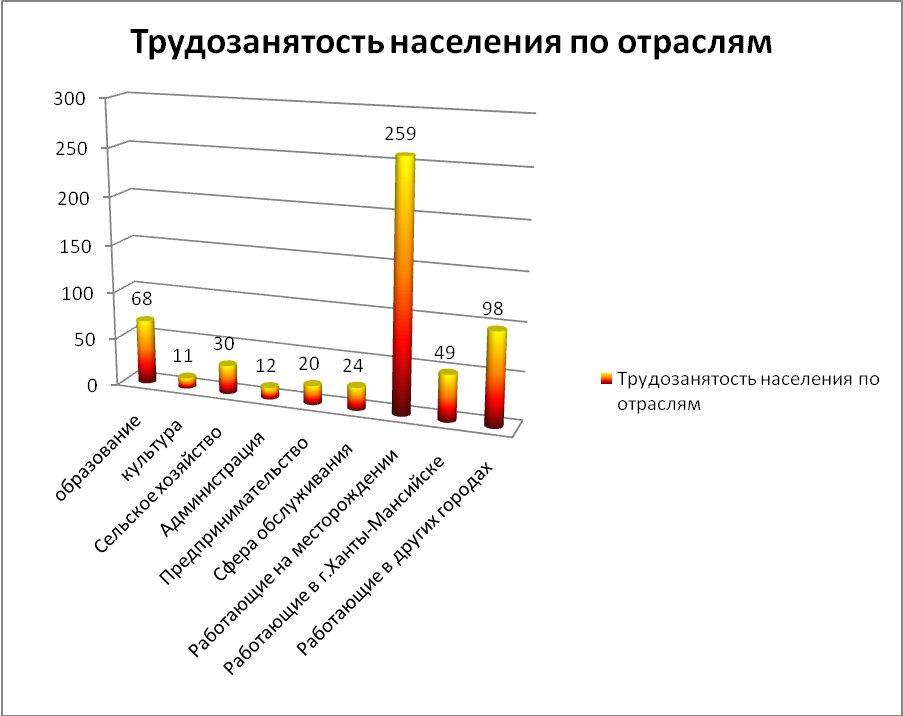 Трудозанятость населения по отраслям
300
250
200
150
100
50
0
68
11
30
12
20
24
259
49
98
образование
культура
Сельское хозяйство
Администрация
Предпринимательство
Сфера обслуживания
Работающие на месторождении
Работающие в г.Ханты-Мансийске
Работающие в других городах
Трудозанятость населения по
отраслям